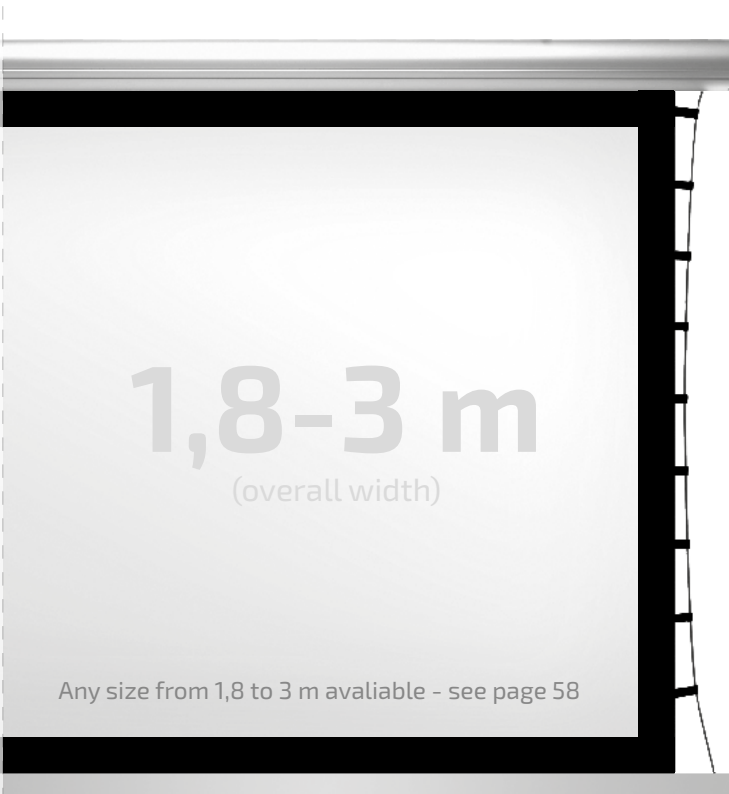 1,8-3 m
(overall width)
Any size from 1,8 to 3 m avaliable - see page 58